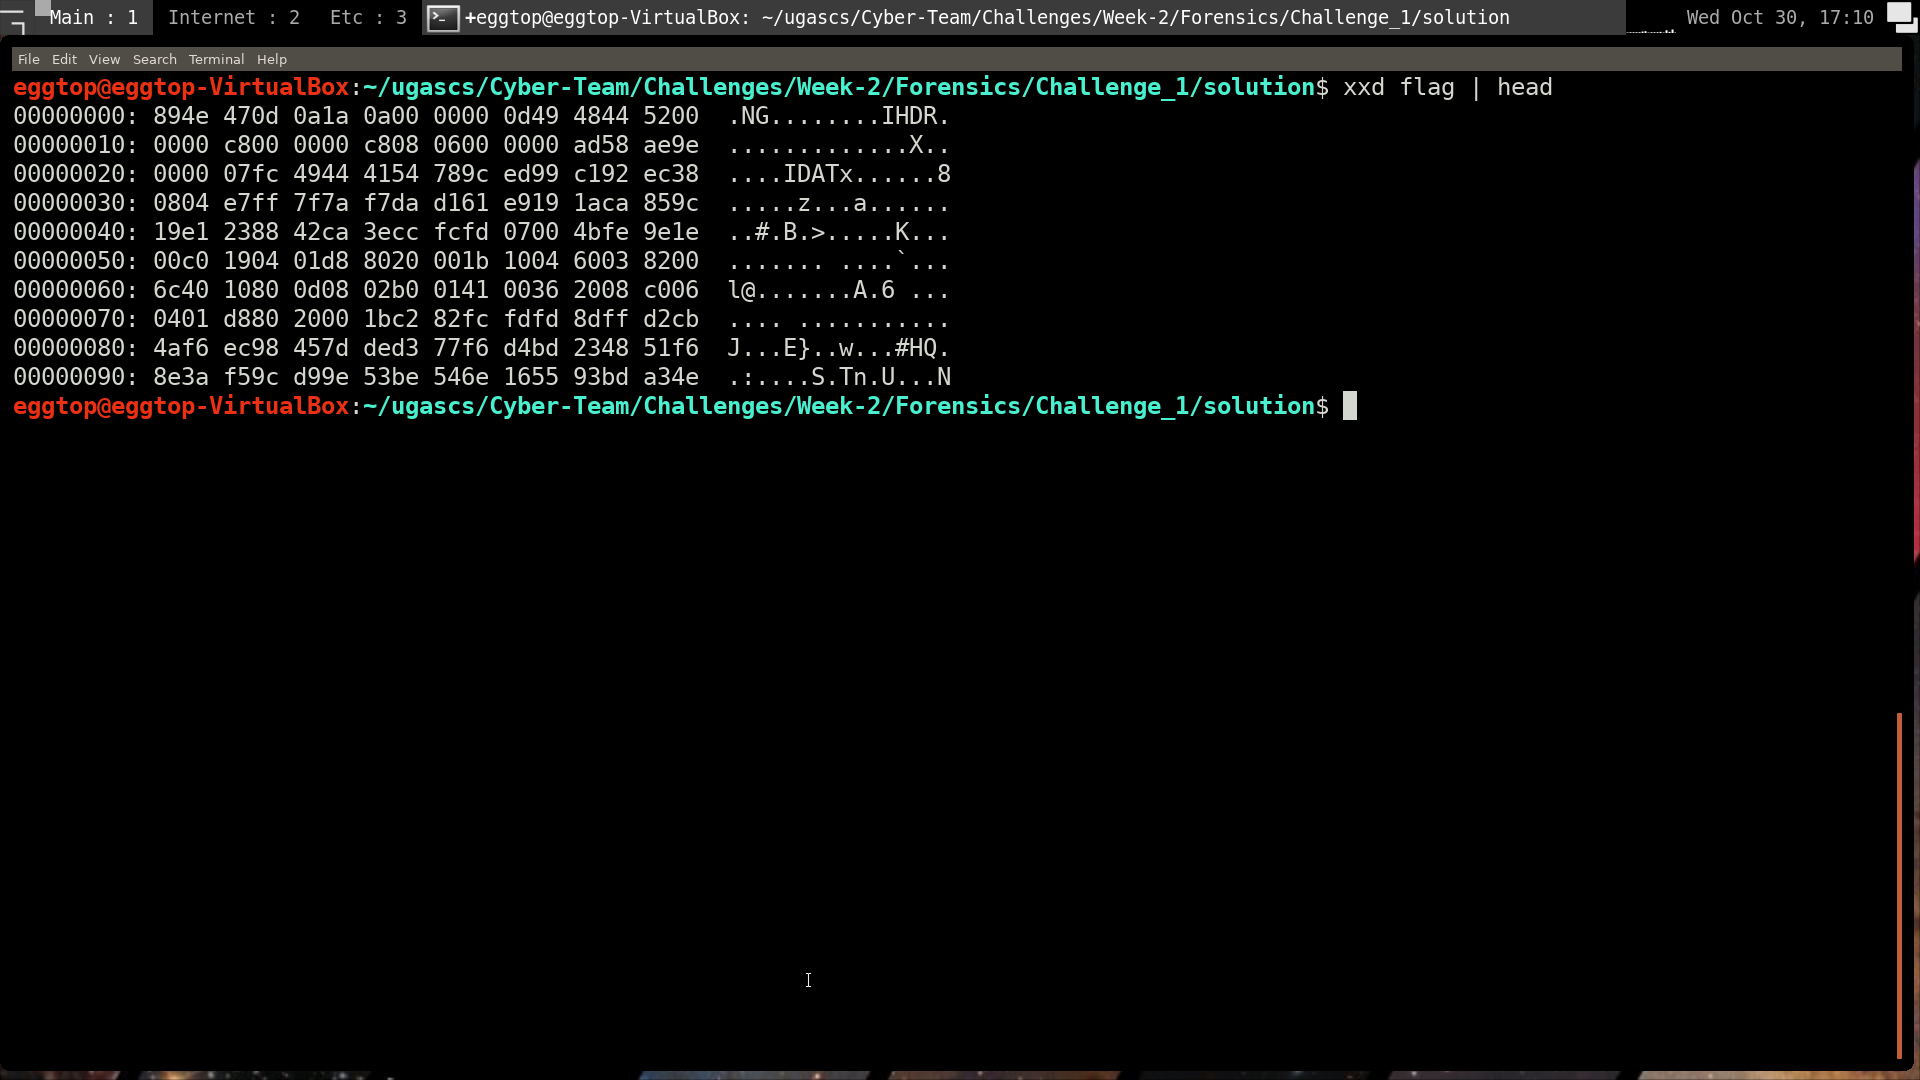 Main : 1 Internet : 2 Etc : 3 +eggtop@eggtop-VirtualBox: ~/ugascs/Cyber-Team/Challenges/Week-2/Forensics/Challenge_1/solution Wed Oct 30, 17:10
File Edit View Search Terminal Help
eggtop@eggtop-VirtualBox:~/ugascs/Cyber-Team/Challenges/Week-2/Forensics/Challenge_1/solution$ xxd flag | head
00000000: 894e 470d 0a1a 0a00 0000 0d49 4844 5200  .NG........IHDR.
00000010: 0000 c800 0000 c808 0600 0000 ad58 ae9e  .............X..
00000020: 0000 07fc 4944 4154 789c ed99 c192 ec38  ....IDATx......8
00000030: 0804 e7ff 7f7a f7da d161 e919 1aca 859c  .....z...a......
00000040: 19e1 2388 42ca 3ecc fcfd 0700 4bfe 9e1e  ..#.B.>.....K...
00000050: 00c0 1904 01d8 8020 001b 1004 6003 8200  ....... ....`...
00000060: 6c40 1080 0d08 02b0 0141 0036 2008 c006  l@.......A.6 ...
00000070: 0401 d880 2000 1bc2 82fc fdfd 8dff d2cb  .... ...........
00000080: 4af6 ec98 457d ded3 77f6 d4bd 2348 51f6  J...E}..w...#HQ.
00000090: 8e3a f59c d99e 53be 546e 1655 93bd a34e  .:....S.Tn.U...N
eggtop@eggtop-VirtualBox:~/ugascs/Cyber-Team/Challenges/Week-2/Forensics/Challenge_1/solution$